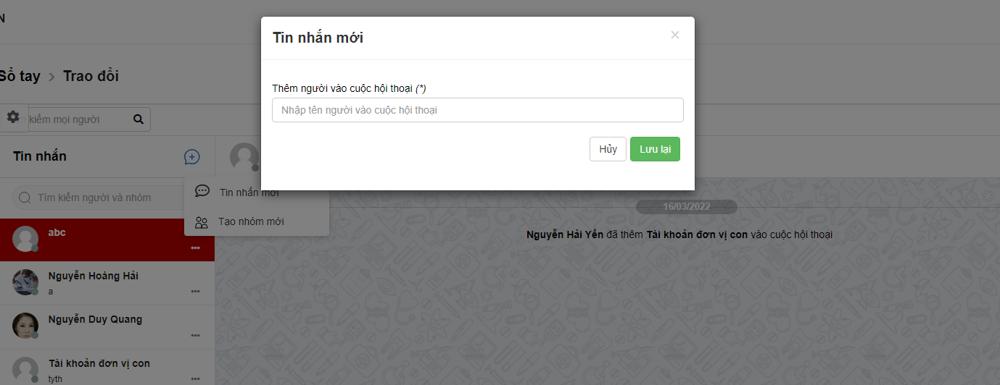 N
Tin nhắn mới
×
Sổ tay > Trao đổi
Thêm người vào cuộc hội thoại (*)
Nhập tên người vào cuộc hội thoại
kiếm mọi người
Hủy
Lưu lại
Tin nhắn
Tin nhắn mới
Tìm kiếm người và nhóm
16/03/2022
Tạo nhóm mới
abc
Nguyễn Hải Yến đã thêm Tài khoản đơn vị con vào cuộc hội thoại
Nguyễn Hoàng Hải
a
Nguyễn Duy Quang
Tài khoản đơn vị con
tyth